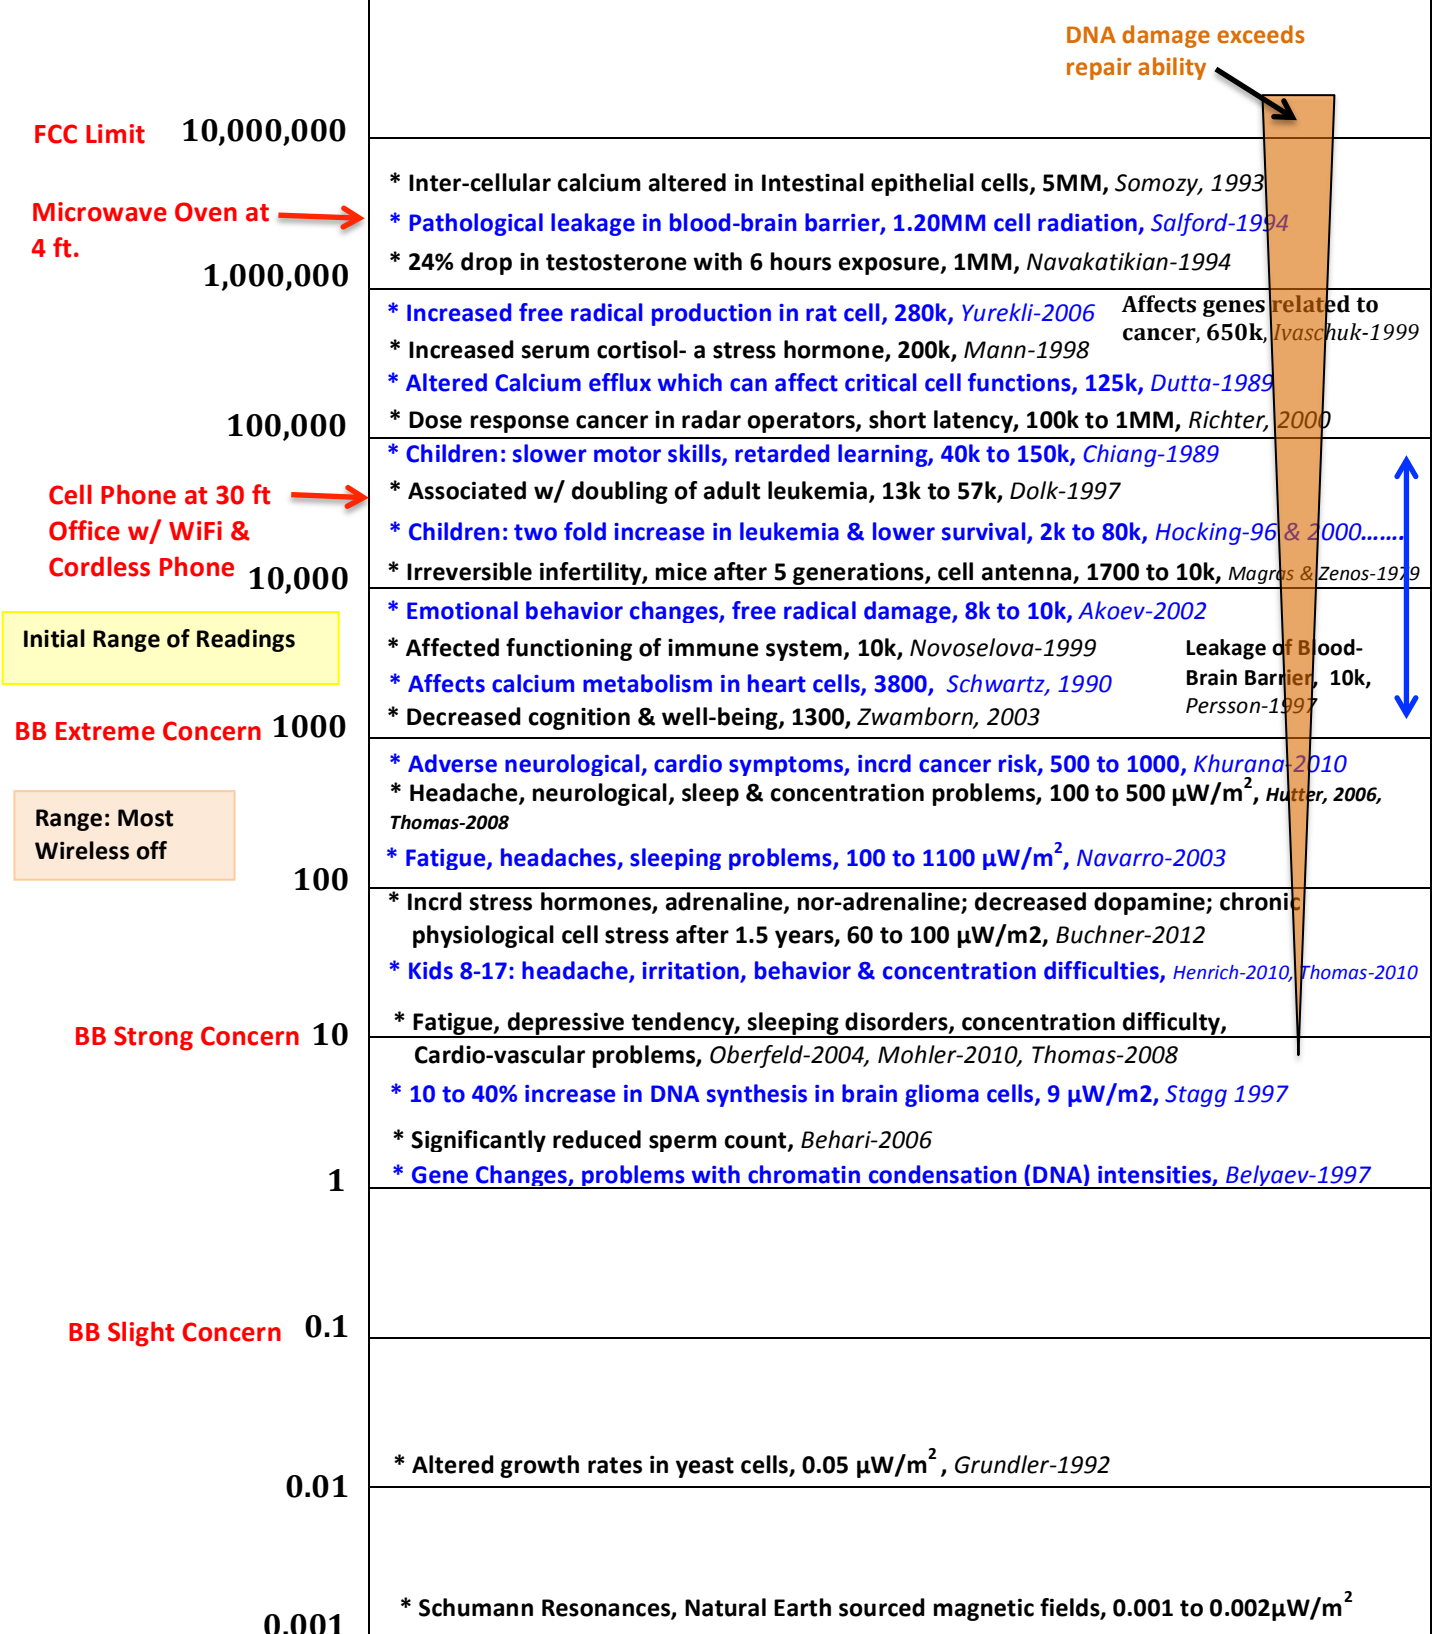 DNA damage exceeds
repair ability
FCC Limit 10,000,000
* Inter-cellular calcium altered in Intestinal epithelial cells, 5MM, Somozy, 1993
Microwave Oven at
4 ft.
* Pathological leakage in blood-brain barrier, 1.20MM cell radiation, Salford-1994
* 24% drop in testosterone with 6 hours exposure, 1MM, Navakatikian-1994
1,000,000
* Increased free radical production in rat cell, 280k, Yurekli-2006
Affects genes related to
cancer, 650k, Ivaschuk-1999
* Increased serum cortisol- a stress hormone, 200k, Mann-1998
* Altered Calcium efflux which can affect critical cell functions, 125k, Dutta-1989
* Dose response cancer in radar operators, short latency, 100k to 1MM, Richter, 2000
100,000
* Children: slower motor skills, retarded learning, 40k to 150k, Chiang-1989
Cell Phone at 30 ft
Office w/ WiFi &
Cordless Phone
* Associated w/ doubling of adult leukemia, 13k to 57k, Dolk-1997
* Children: two fold increase in leukemia & lower survival, 2k to 80k, Hocking-96 & 2000.......
* Irreversible infertility, mice after 5 generations, cell antenna, 1700 to 10k, Magras & Zenos-1979
10,000
* Emotional behavior changes, free radical damage, 8k to 10k, Akoev-2002
Initial Range of Readings
* Affected functioning of immune system, 10k, Novoselova-1999
Leakage of Blood-
Brain Barrier, 10k,
Persson-1997
* Affects calcium metabolism in heart cells, 3800, Schwartz, 1990
* Decreased cognition & well-being, 1300, Zwamborn, 2003
BB Extreme Concern 1000
* Adverse neurological, cardio symptoms, incrd cancer risk, 500 to 1000, Khurana-2010
* Headache, neurological, sleep & concentration problems, 100 to 500 µW/m², Hutter, 2006,
Thomas-2008
Range: Most
Wireless off
* Fatigue, headaches, sleeping problems, 100 to 1100 µW/m², Navarro-2003
100
* Incrd stress hormones, adrenaline, nor-adrenaline; decreased dopamine; chronic
physiological cell stress after 1.5 years, 60 to 100 µW/m2, Buchner-2012
* Kids 8-17: headache, irritation, behavior & concentration difficulties, Henrich-2010, Thomas-2010
* Fatigue, depressive tendency, sleeping disorders, concentration difficulty,
Cardio-vascular problems, Oberfeld-2004, Mohler-2010, Thomas-2008
BB Strong Concern 10
* 10 to 40% increase in DNA synthesis in brain glioma cells, 9 µW/m2, Stagg 1997
* Significantly reduced sperm count, Behari-2006
* Gene Changes, problems with chromatin condensation (DNA) intensities, Belyaev-1997
1
BB Slight Concern 0.1
* Altered growth rates in yeast cells, 0.05 µW/m² , Grundler-1992
0.01
* Schumann Resonances, Natural Earth sourced magnetic fields, 0.001 to 0.002µW/m²
0.001